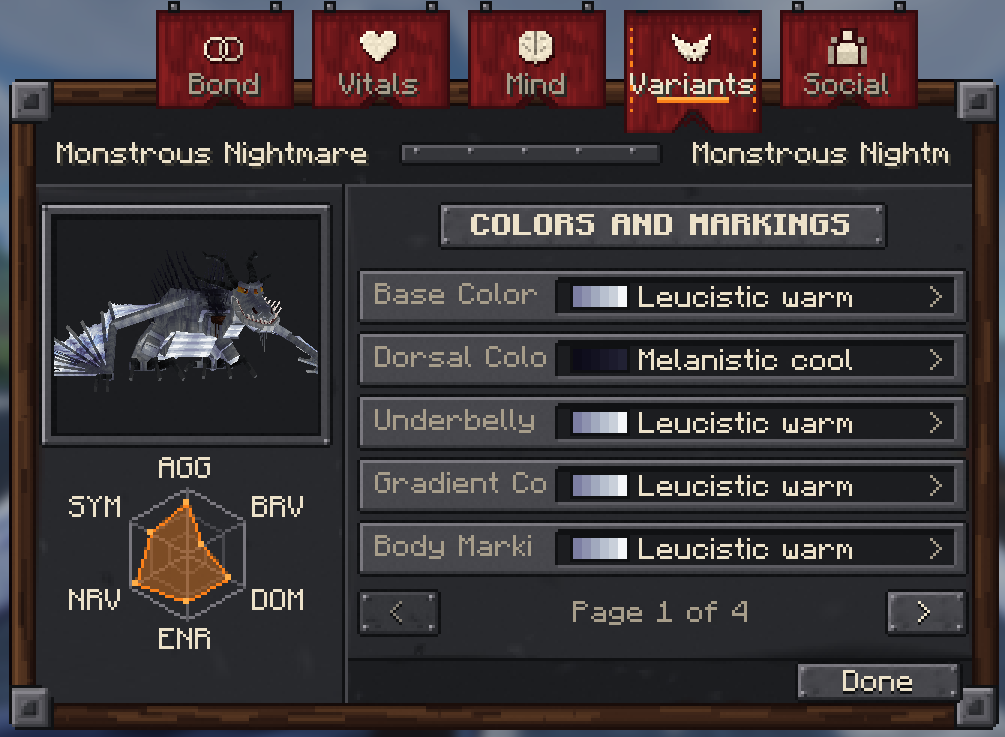 Bond
Vitals
Mind
Variants
Social
Monstrous Nightmare
Monstrous Nightm
COLORS AND MARKINGS
Base Color
Leucistic warm
Dorsal Colo
Melanistic cool
Underbelly
Leucistic warm
Gradient Co
Leucistic warm
Body Marki
Leucistic warm
AGG
SYM
BRV
NRV
DOM
ENR
< Page 1 of 4 >
Done